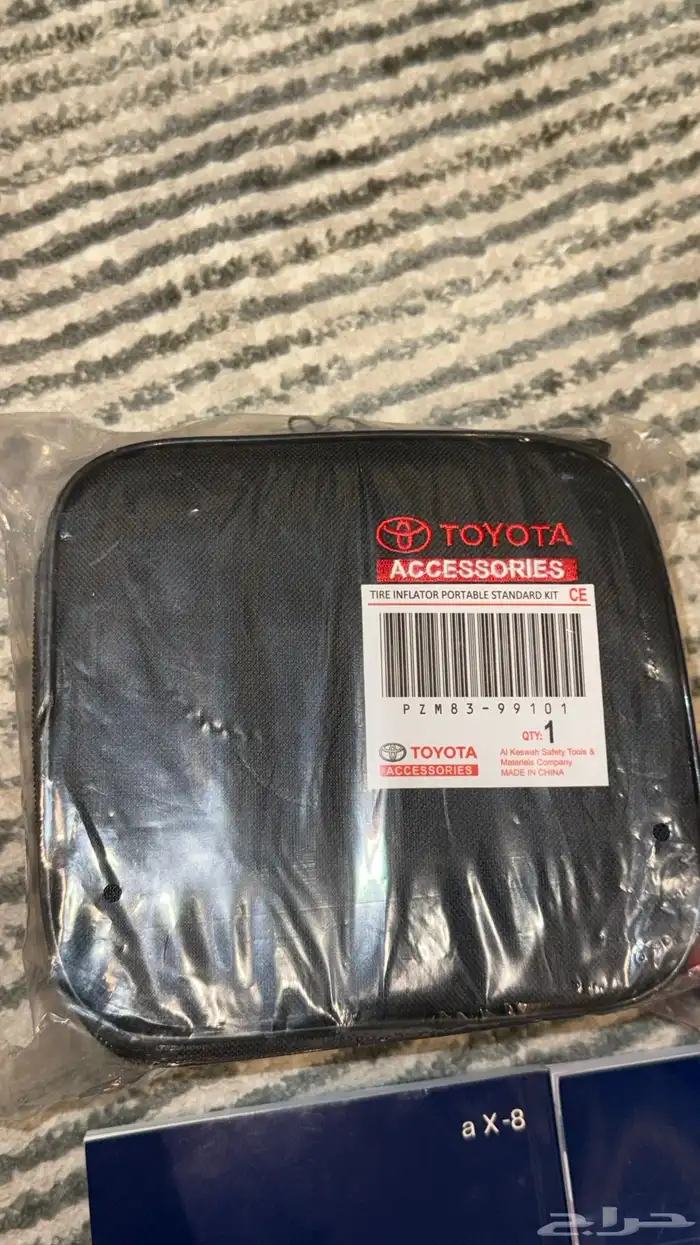 TOYOTA
ACCESSORIES
TIRE INFLATOR PORTABLE STANDARD KIT CE
PZM83-99101
QTY: 1
TOYOTA
ACCESSORIES
Al Keswah Safety Tools &
Materials Company
MADE IN CHINA
a X-8
حراج